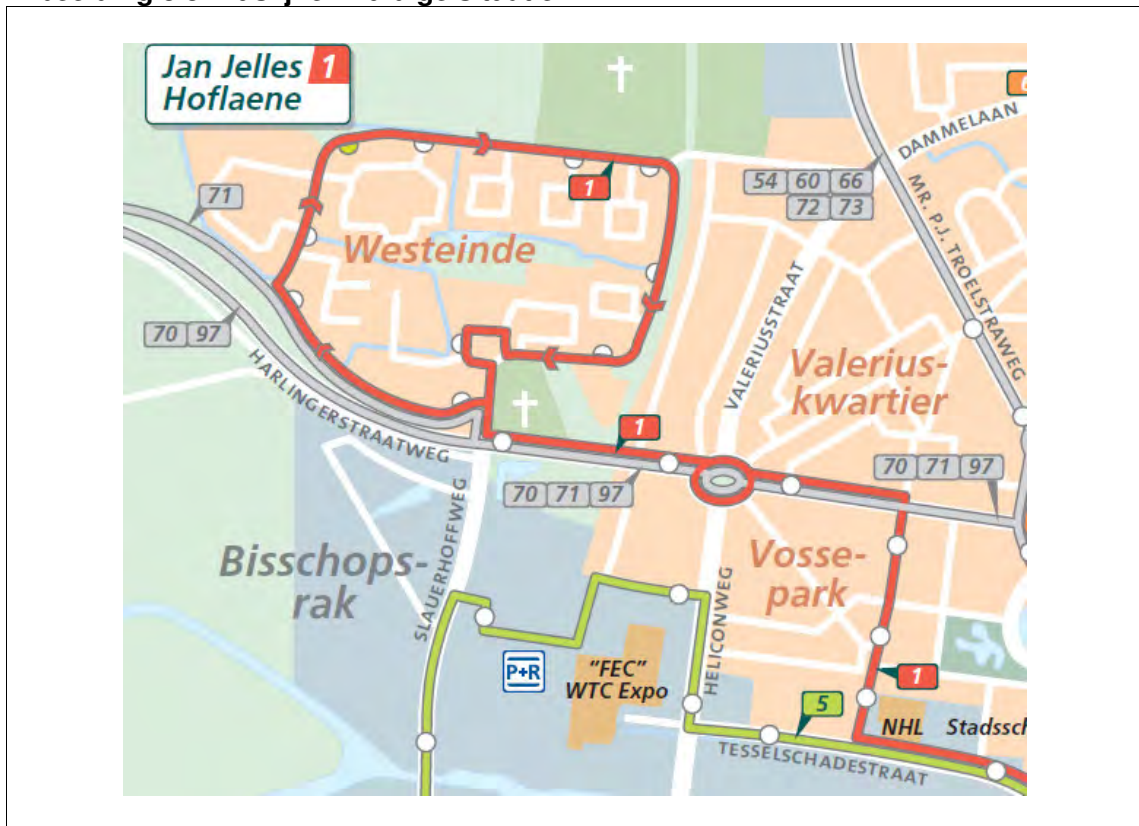 Jan Jelles 1
Hoflaene
DAMMELAAN
1
54 60 66
72 73
71
MR. P.J. TROELSTRAWEG
Westeinde
VALERIUSSTRAAT
70 97
HARLINGERSTRAATWEG
Valerius-
kwartier
1
70 71 97
70 71 97
Bisschops-
rak
SLAUERHOFFWEG
Vosse-
park
HELICONWEG
P+R
"FEC"
WTC Expo
1
5
NHL
TESSELSCHADESTRAAT